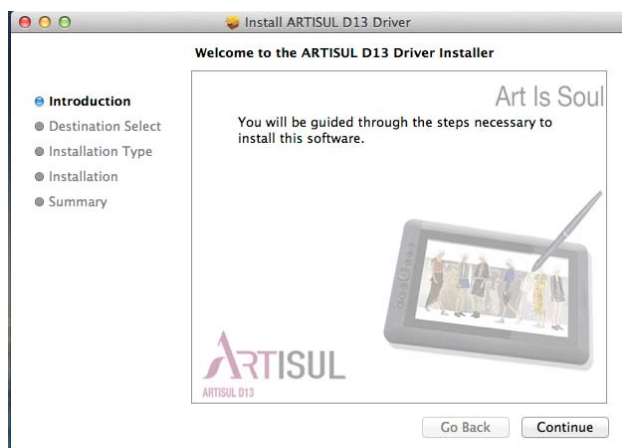 Install ARTISUL D13 Driver
Welcome to the ARTISUL D13 Driver Installer
Introduction
Destination Select
Installation Type
Installation
Summary
Art Is Soul
You will be guided through the steps necessary to
install this software.
ARTISUL
ARTISUL D13
Go Back
Continue